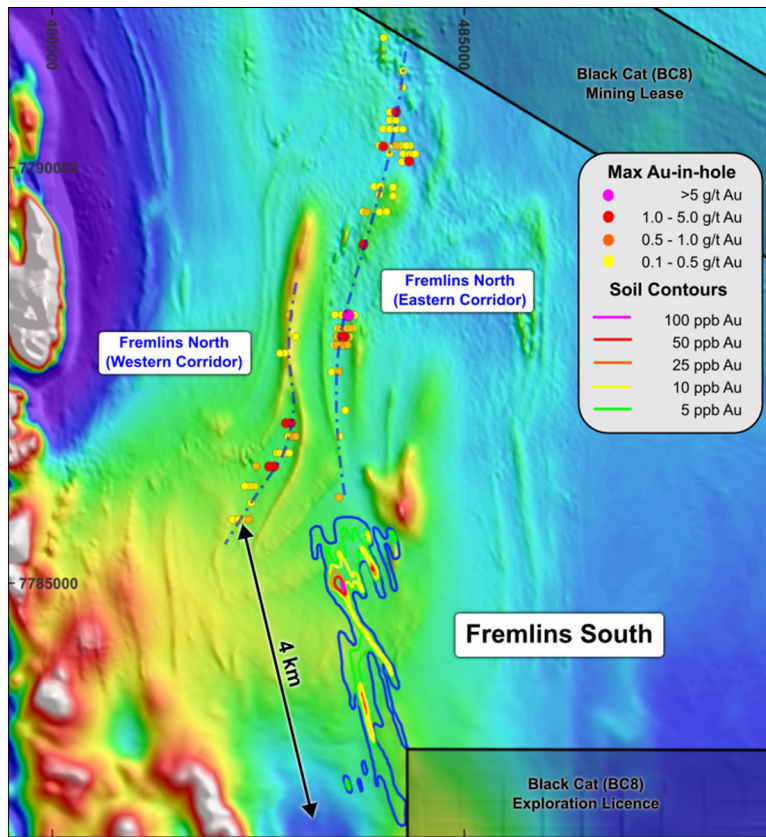 480000
485000
Black Cat (BC8)
Mining Lease
7790000
Max Au-in-hole
>5 g/t Au
1.0 - 5.0 g/t Au
0.5 - 1.0 g/t Au
0.1 - 0.5 g/t Au
Soil Contours
100 ppb Au
50 ppb Au
25 ppb Au
10 ppb Au
5 ppb Au
Fremlins North
(Eastern Corridor)
Fremlins North
(Western Corridor)
7785000
Fremlins South
4 km
Black Cat (BC8)
Exploration Licence